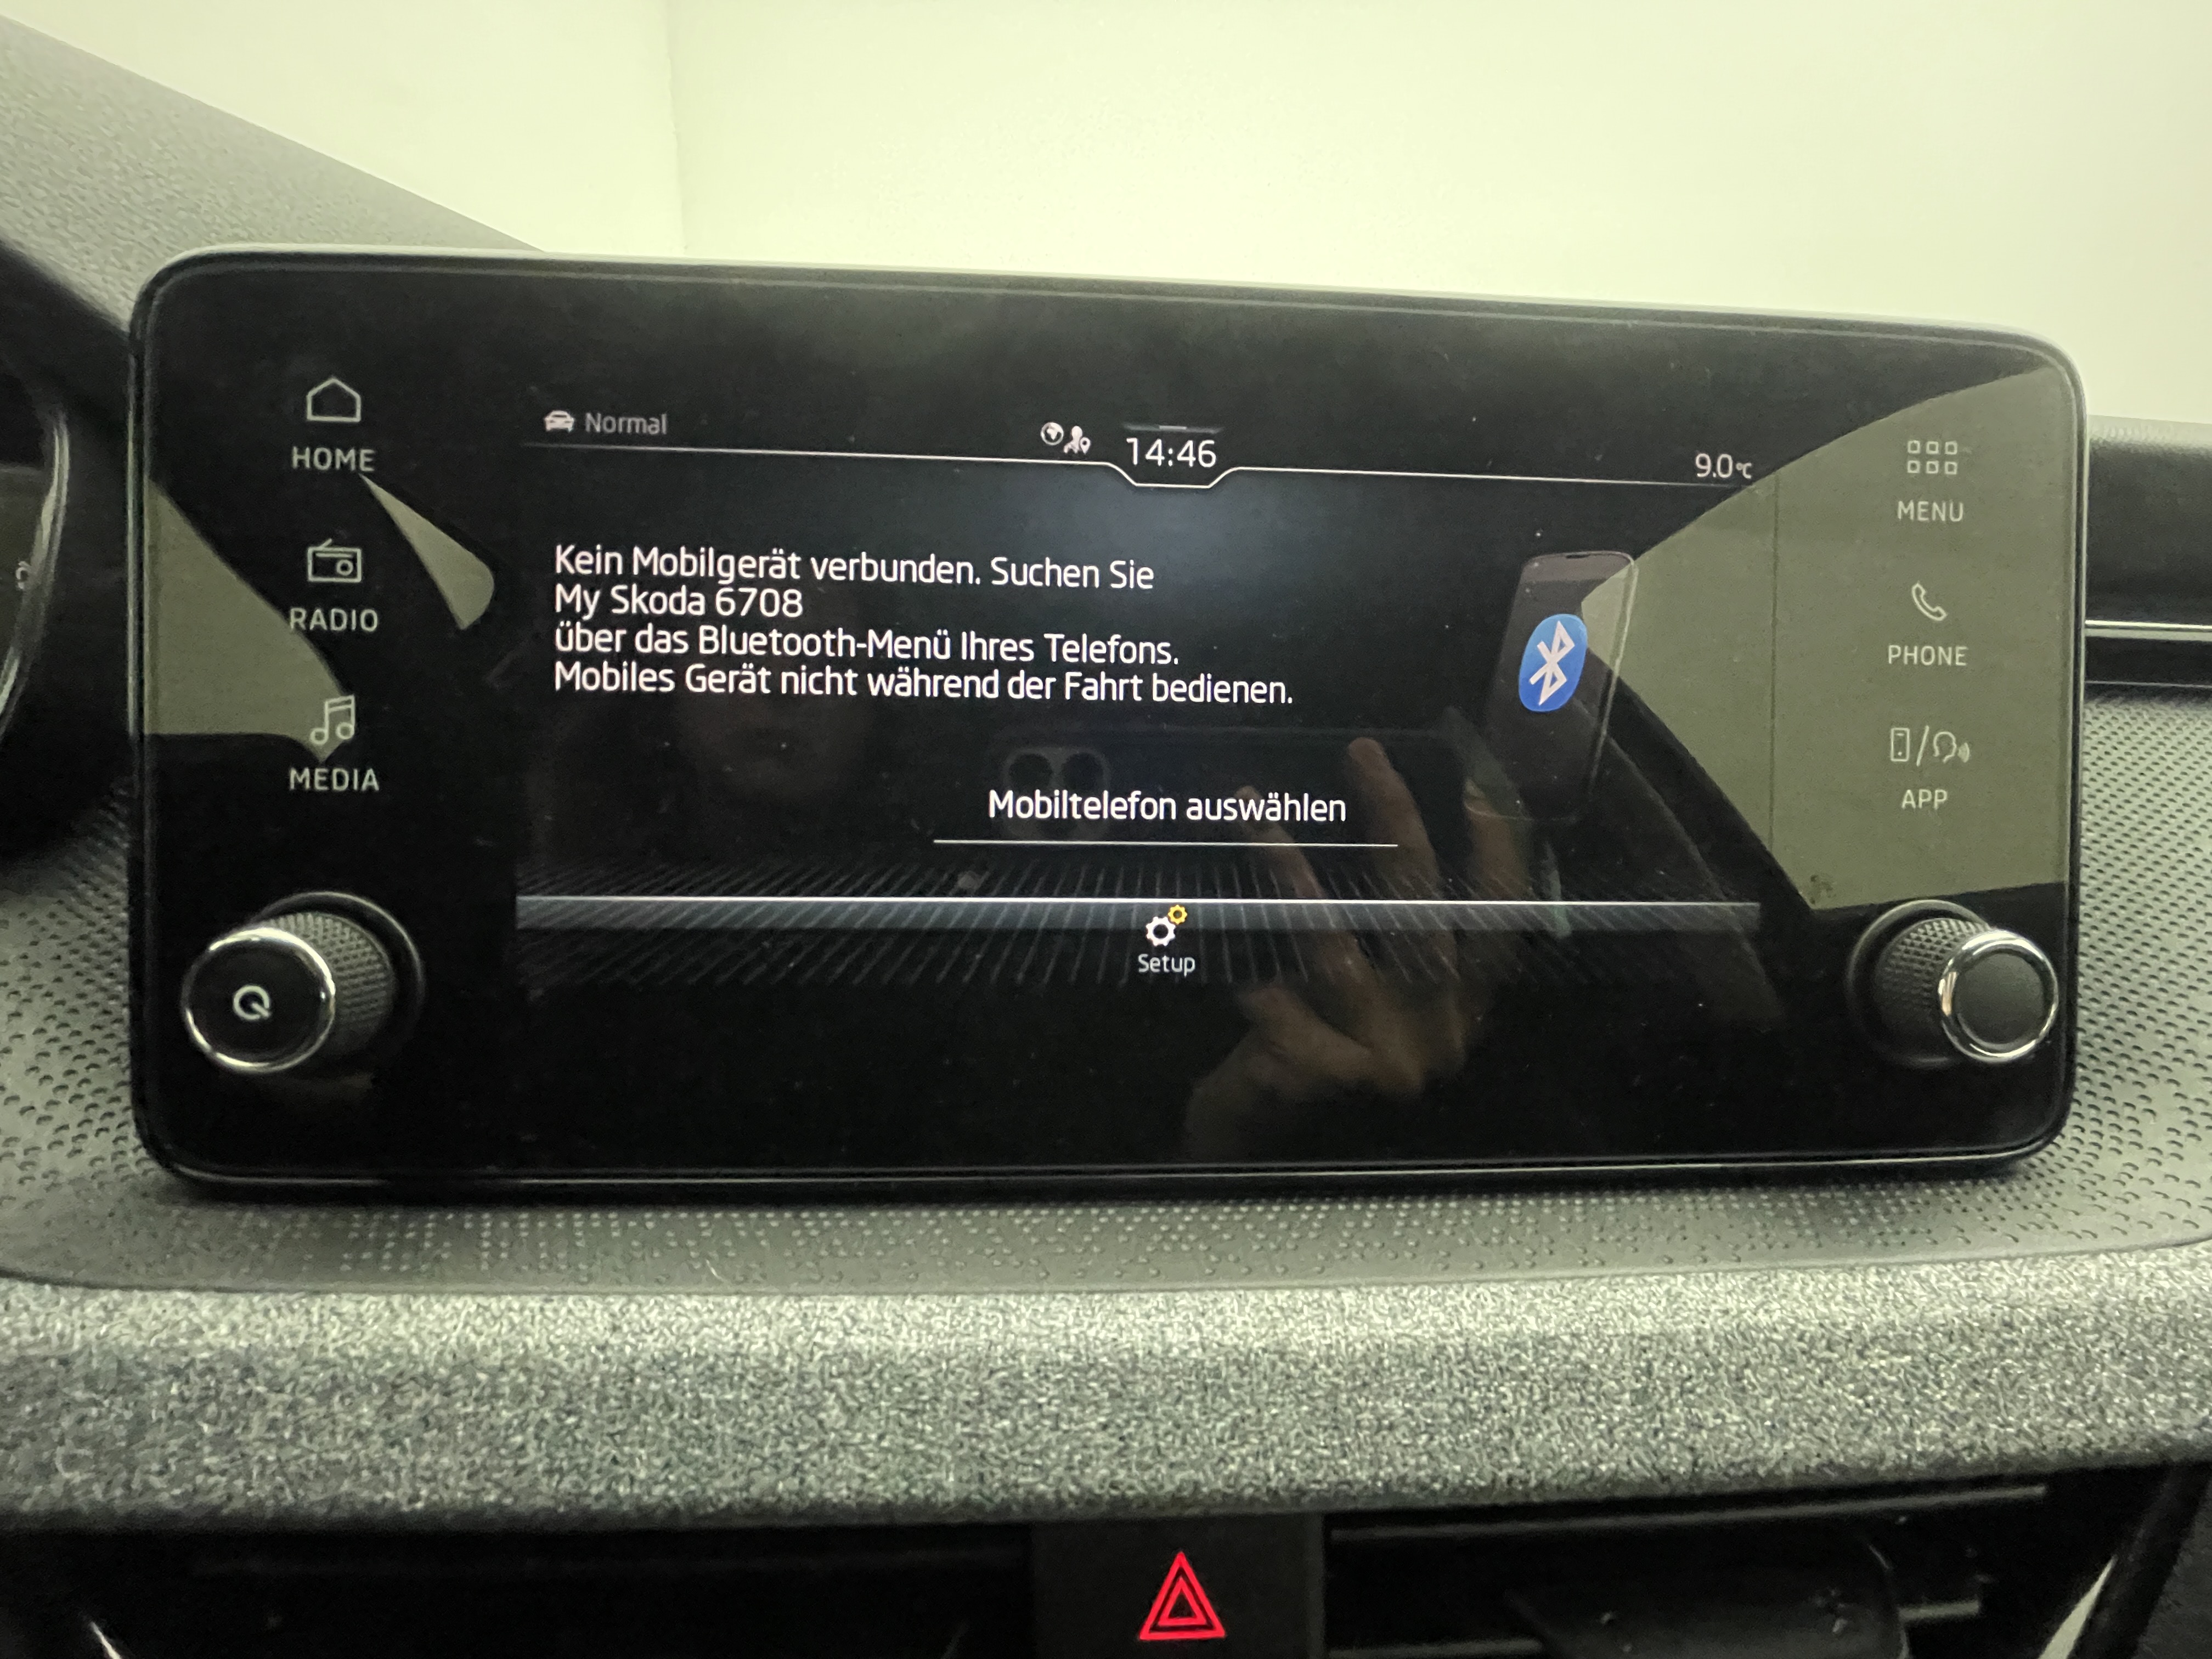 HOME
RADIO
MEDIA
Normal
14:46
9.0°C
Kein Mobilgerät verbunden. Suchen Sie
My Skoda 6708
über das Bluetooth-Menü Ihres Telefons.
Mobiles Gerät nicht während der Fahrt bedienen.
Mobiltelefon auswählen
Setup
MENU
PHONE
APP